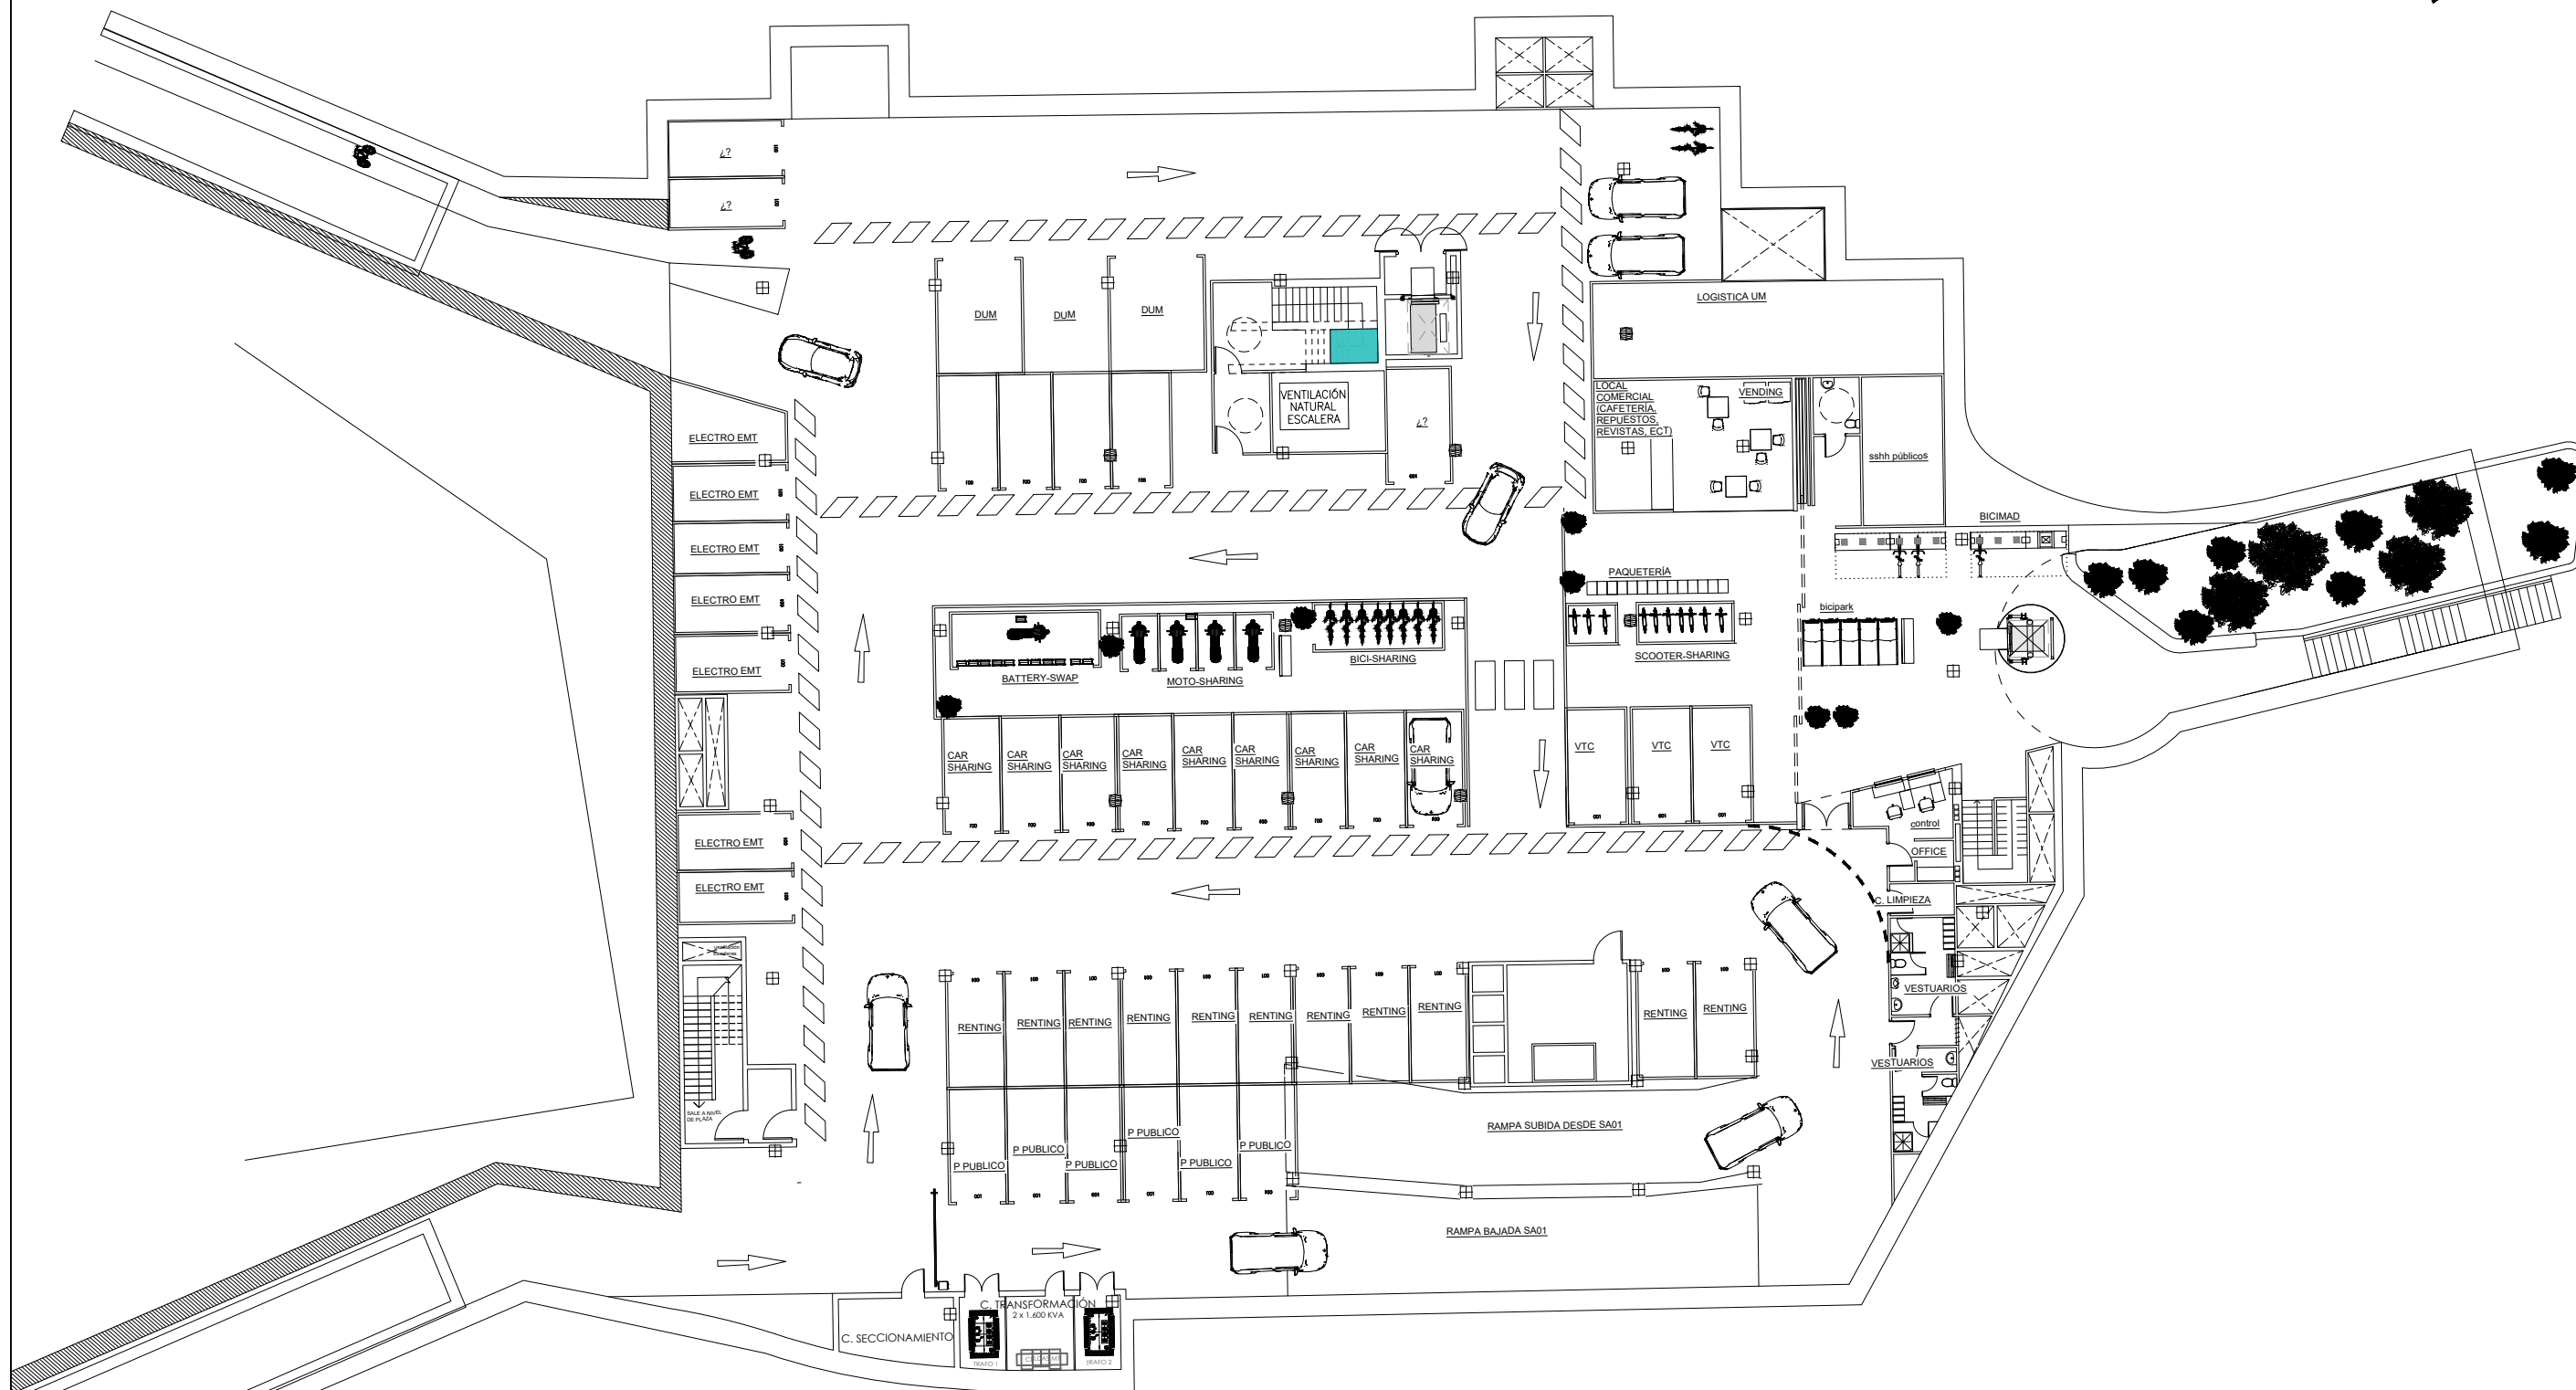 ¿?
¿?
DUM
DUM
DUM
LOGISTICA UM
VENTILACIÓN
NATURAL
ESCALERA
¿?
LOCAL
COMERCIAL
(CAFETERÍA,
REPUESTOS,
REVISTAS, ECT)
VENDING
sshh públicos
BICIMAD
ELECTRO EMT
ELECTRO EMT
ELECTRO EMT
ELECTRO EMT
ELECTRO EMT
PAQUETERÍA
bicipark
BATTERY-SWAP
MOTO-SHARING
BICI-SHARING
SCOOTER-SHARING
CAR
SHARING
CAR
SHARING
CAR
SHARING
CAR
SHARING
CAR
SHARING
CAR
SHARING
CAR
SHARING
CAR
SHARING
CAR
SHARING
VTC
VTC
VTC
control
OFFICE
C. LIMPIEZA
ELECTRO EMT
ELECTRO EMT
VESTUARIOS
VESTUARIOS
RENTING
RENTING
RENTING
RENTING
RENTING
RENTING
RENTING
RENTING
RENTING
RENTING
RENTING
SALE A NIVEL
DE PLAZA
P PUBLICO
P PUBLICO
P PUBLICO
P PUBLICO
P PUBLICO
P PUBLICO
RAMPA SUBIDA DESDE SA01
RAMPA BAJADA SA01
C. TRANSFORMACIÓN
2 x 1.600 KVA
C. SECCIONAMIENTO
TRAFO 1
TRAFO 2